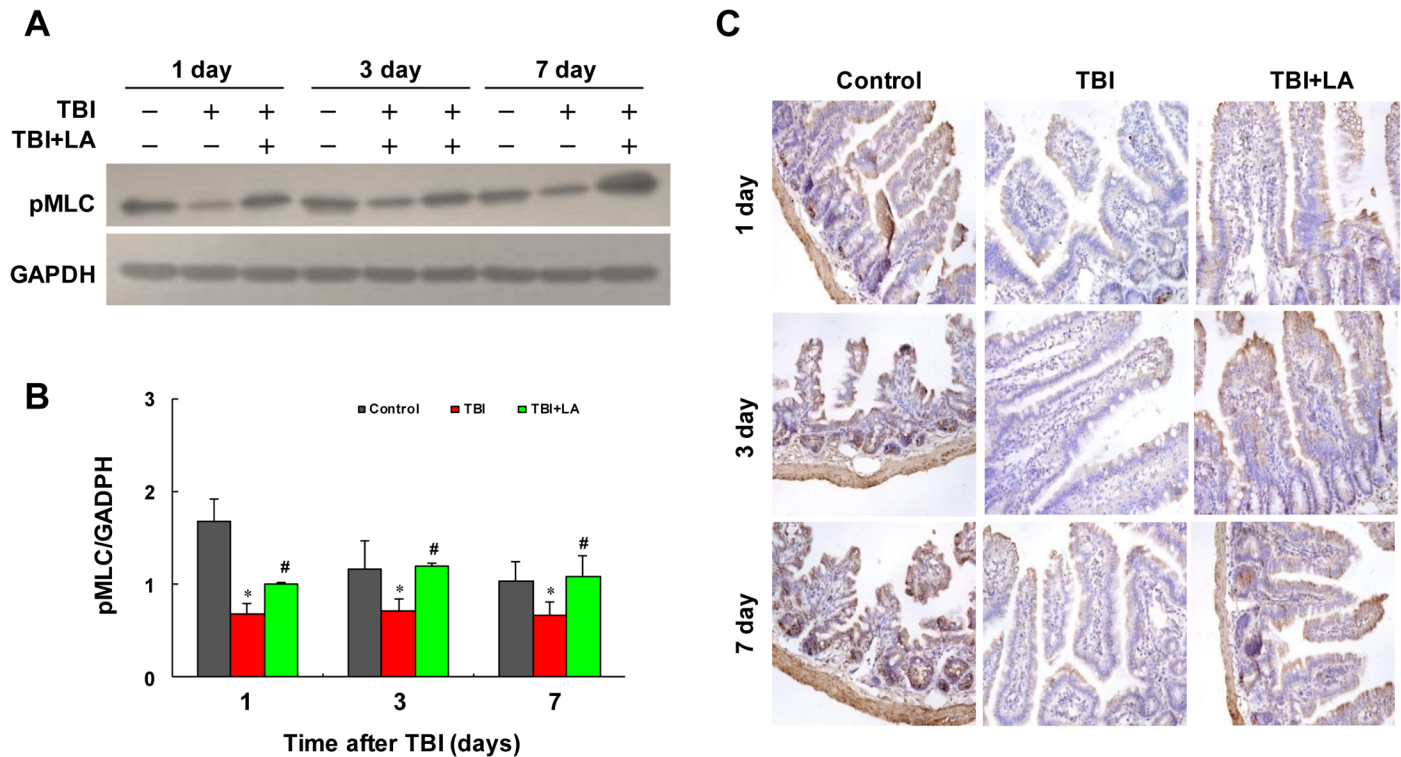 A
1 day 3 day 7 day
TBI – + + – + + – + +
TBI+LA – – + – + + – – +
pMLC
GAPDH
B
3
2
1
0
pMLC/GADPH
Control TBI TBI+LA
* # * # * #
1 3 7
Time after TBI (days)
C
Control TBI TBI+LA
1 day
3 day
7 day